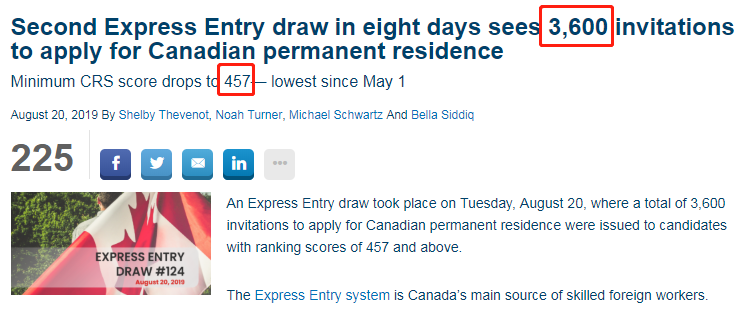 Second Express Entry draw in eight days sees 3,600 invitations
to apply for Canadian permanent residence
Minimum CRS score drops to 457— lowest since May 1
August 20, 2019 By Shelby Thevenot, Noah Turner, Michael Schwartz And Bella Siddiq
225
f
in
EXPRESS ENTRY
DRAW #124
August 20, 2019
An Express Entry draw took place on Tuesday, August 20, where a total of 3,600
invitations to apply for Canadian permanent residence were issued to candidates
with ranking scores of 457 and above.
The Express Entry system is Canada's main source of skilled foreign workers.